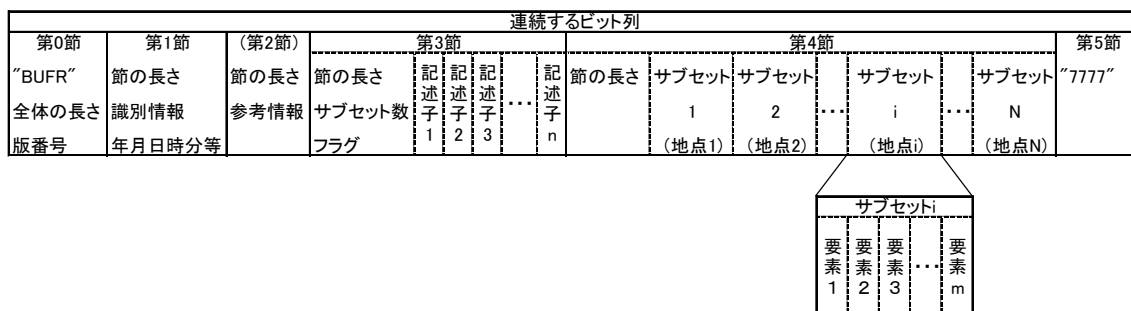 連続するビット列
第0節 第1節 (第2節) 第3節 第4節 第5節
"BUFR" 節の長さ 節の長さ 節の長さ 記述子1 記述子2 記述子3 … 記述子n 節の長さ サブセット サブセット サブセット サブセット "7777"
全体の長さ 識別情報 参考情報 サブセット数 1 2 … i … N
版番号 年月日時分等 フラグ (地点1) (地点2) (地点i) (地点N)
サブセットi
要素1 要素2 要素3 … 要素m